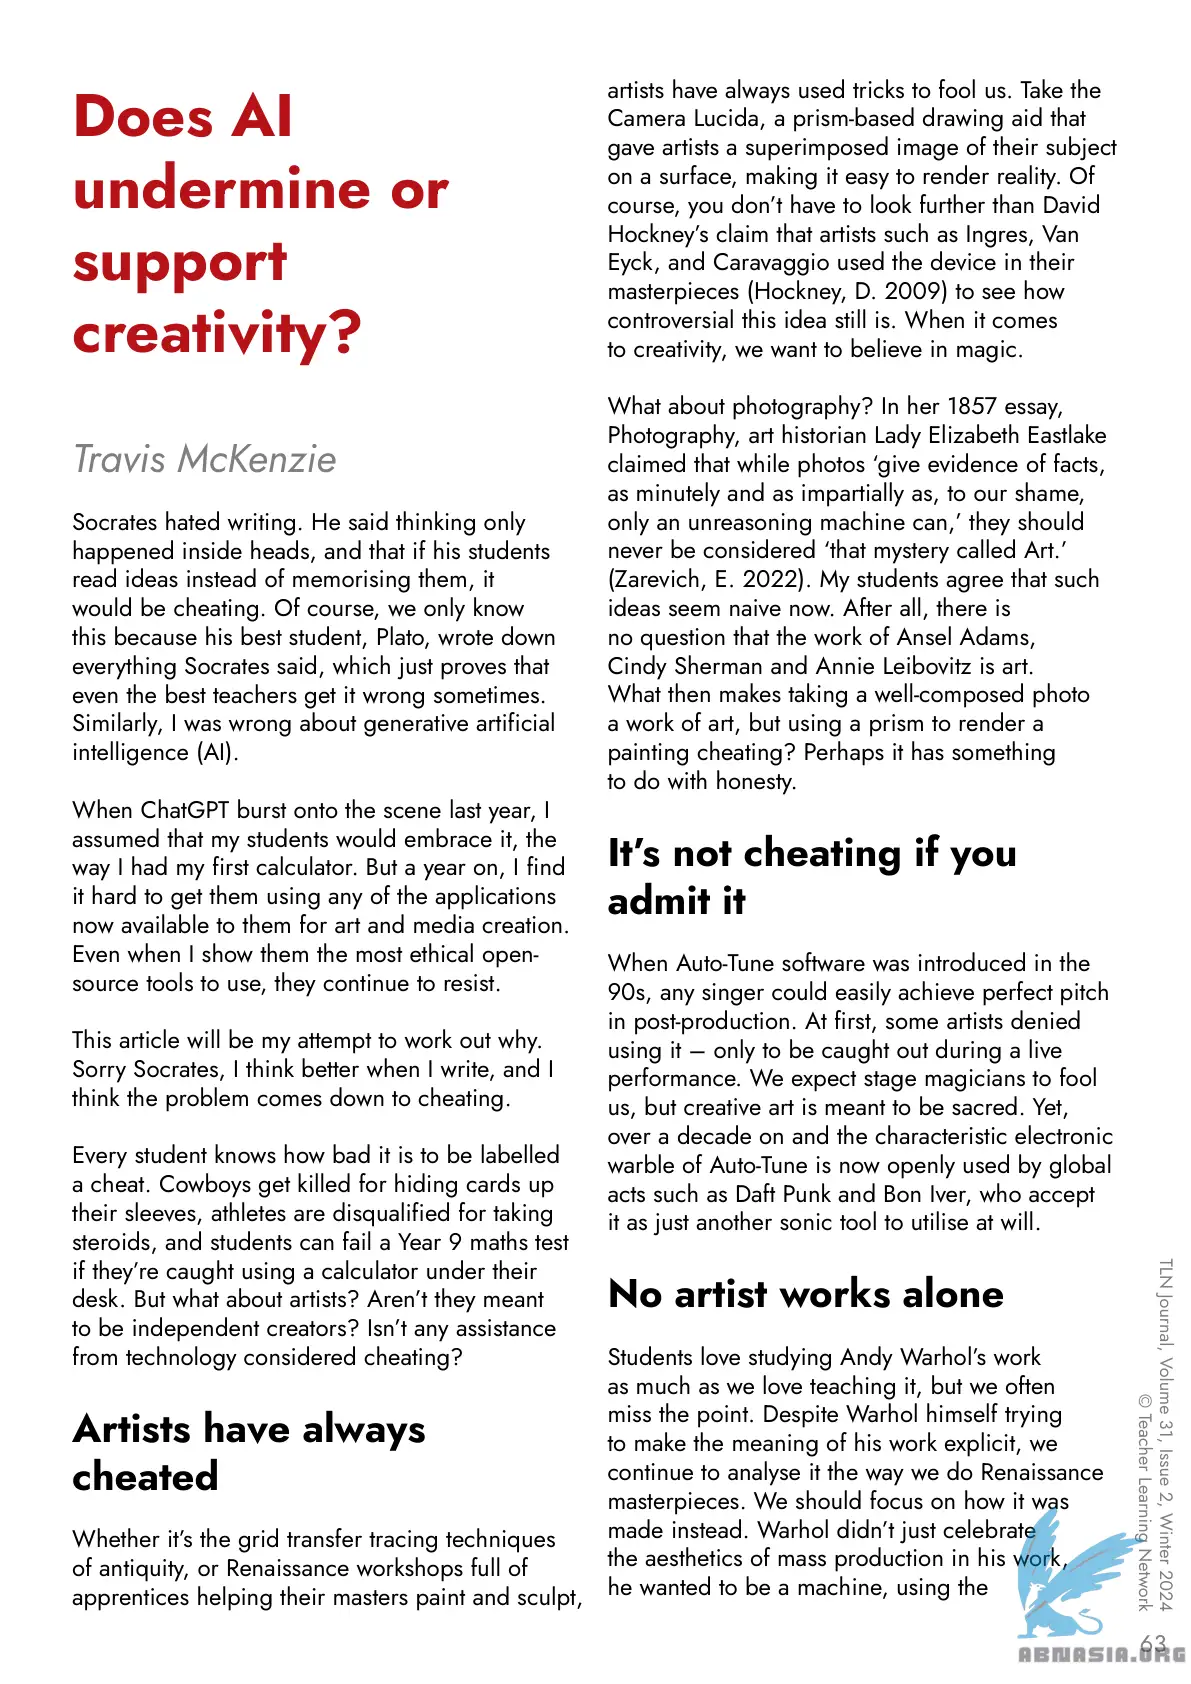 Does AI
undermine or
support
creativity?
Travis McKenzie
Socrates hated writing. He said thinking only
happened inside heads, and that if his students
read ideas instead of memorising them, it
would be cheating. Of course, we only know
this because his best student, Plato, wrote down
everything Socrates said, which just proves that
even the best teachers get it wrong sometimes.
Similarly, I was wrong about generative artificial
intelligence (AI).
When ChatGPT burst onto the scene last year, I
assumed that my students would embrace it, the
way I had my first calculator. But a year on, I find
it hard to get them using any of the applications
now available to them for art and media creation.
Even when I show them the most ethical open-
source tools to use, they continue to resist.
This article will be my attempt to work out why.
Sorry Socrates, I think better when I write, and I
think the problem comes down to cheating.
Every student knows how bad it is to be labelled
a cheat. Cowboys get killed for hiding cards up
their sleeves, athletes are disqualified for taking
steroids, and students can fail a Year 9 maths test
if they’re caught using a calculator under their
desk. But what about artists? Aren’t they meant
to be independent creators? Isn’t any assistance
from technology considered cheating?
Artists have always
cheated
Whether it’s the grid transfer tracing techniques
of antiquity, or Renaissance workshops full of
apprentices helping their masters paint and sculpt,
artists have always used tricks to fool us. Take the
Camera Lucida, a prism-based drawing aid that
gave artists a superimposed image of their subject
on a surface, making it easy to render reality. Of
course, you don’t have to look further than David
Hockney’s claim that artists such as Ingres, Van
Eyck, and Caravaggio used the device in their
masterpieces (Hockney, D. 2009) to see how
controversial this idea still is. When it comes
to creativity, we want to believe in magic.
What about photography? In her 1857 essay,
Photography, art historian Lady Elizabeth Eastlake
claimed that while photos ‘give evidence of facts,
as minutely and as impartially as, to our shame,
only an unreasoning machine can,’ they should
never be considered ‘that mystery called Art.’
(Zarevich, E. 2022). My students agree that such
ideas seem naive now. After all, there is
no question that the work of Ansel Adams,
Cindy Sherman and Annie Leibovitz is art.
What then makes taking a well-composed photo
a work of art, but using a prism to render a
painting cheating? Perhaps it has something
to do with honesty.
It’s not cheating if you
admit it
When Auto-Tune software was introduced in the
90s, any singer could easily achieve perfect pitch
in post-production. At first, some artists denied
using it – only to be caught out during a live
performance. We expect stage magicians to fool
us, but creative art is meant to be sacred. Yet,
over a decade on and the characteristic electronic
warble of Auto-Tune is now openly used by global
acts such as Daft Punk and Bon Iver, who accept
it as just another sonic tool to utilise at will.
No artist works alone
Students love studying Andy Warhol’s work
as much as we love teaching it, but we often
miss the point. Despite Warhol himself trying
to make the meaning of his work explicit, we
continue to analyse it the way we do Renaissance
masterpieces. We should focus on how it was
made instead. Warhol didn’t just celebrate
the aesthetics of mass production in his work,
he wanted to be a machine, using the
TLN Journal, Volume 31, Issue 2, Winter 2024
© Teacher Learning Network
63
ABNASIA.ORG